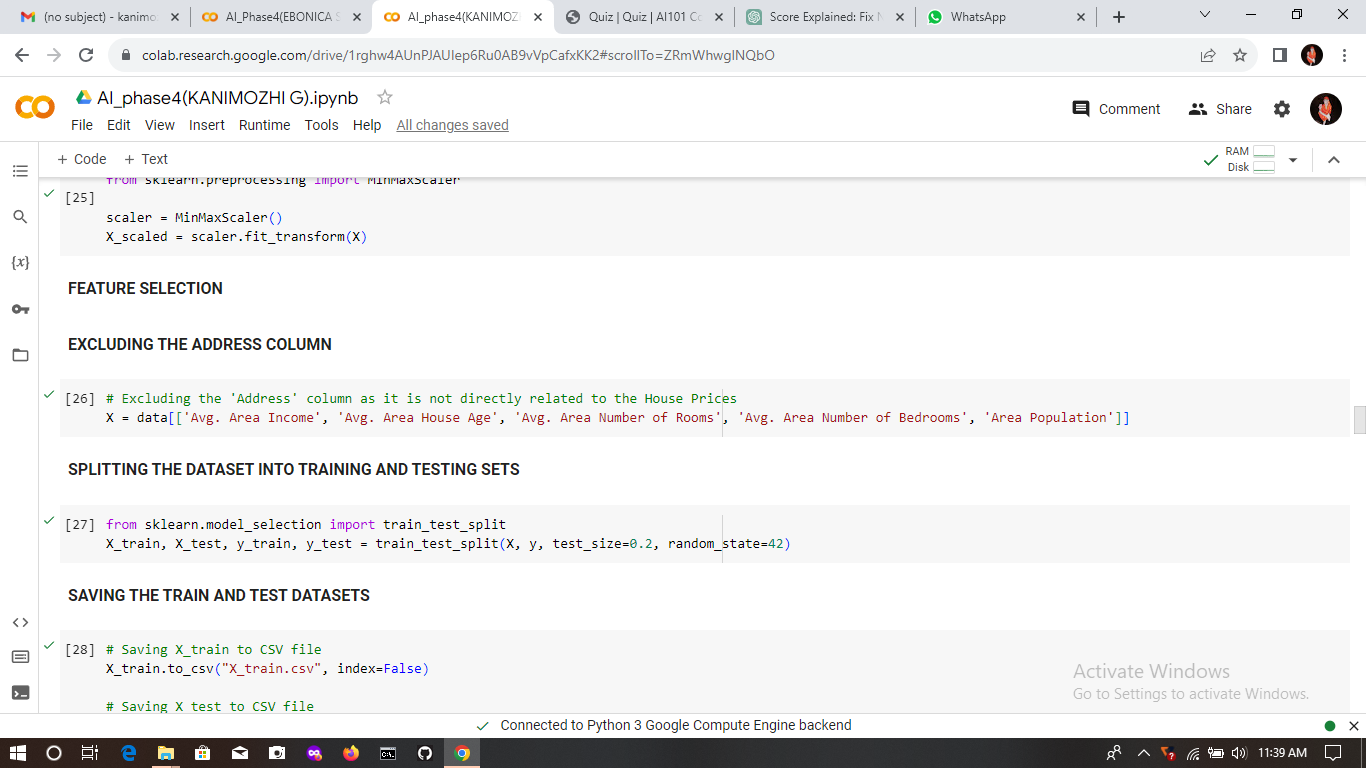 (no subject) - kanimo
AI_Phase4(EBONICA S
AI_phase4(KANIMOZ
Quiz | Quiz | AI101 Co
Score Explained: Fix N
WhatsApp
colab.research.google.com/drive/1rghw4AUnPJAUlep6Ru0AB9vVpCafxKK2#scrollTo=ZRmWhwglNQbO
CO
AI_phase4(KANIMOZHI G).ipynb
File Edit View Insert Runtime Tools Help All changes saved
Comment
Share
+ Code + Text
RAM
Disk
from sklearn.preprocessing import MinMaxScaler
[25]
scaler = MinMaxScaler()
X_scaled = scaler.fit_transform(X)
FEATURE SELECTION
EXCLUDING THE ADDRESS COLUMN
[26] # Excluding the 'Address' column as it is not directly related to the House Prices
X = data[['Avg. Area Income', 'Avg. Area House Age', 'Avg. Area Number of Rooms', 'Avg. Area Number of Bedrooms', 'Area Population']]
SPLITTING THE DATASET INTO TRAINING AND TESTING SETS
[27] from sklearn.model_selection import train_test_split
X_train, X_test, y_train, y_test = train_test_split(X, y, test_size=0.2, random_state=42)
SAVING THE TRAIN AND TEST DATASETS
[28] # Saving X_train to CSV file
X_train.to_csv("X_train.csv", index=False)
# Saving X_test to CSV file
Activate Windows
Go to Settings to activate Windows.
Connected to Python 3 Google Compute Engine backend
11:39 AM